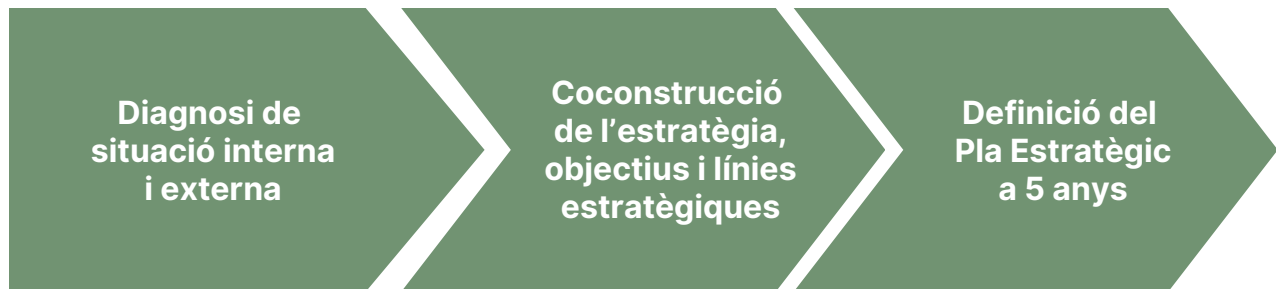 Diagnosi de
situació interna
i externa
Coconstrucció
de l’estratègia,
objectius i línies
estratègiques
Definició del
Pla Estratègic
a 5 anys